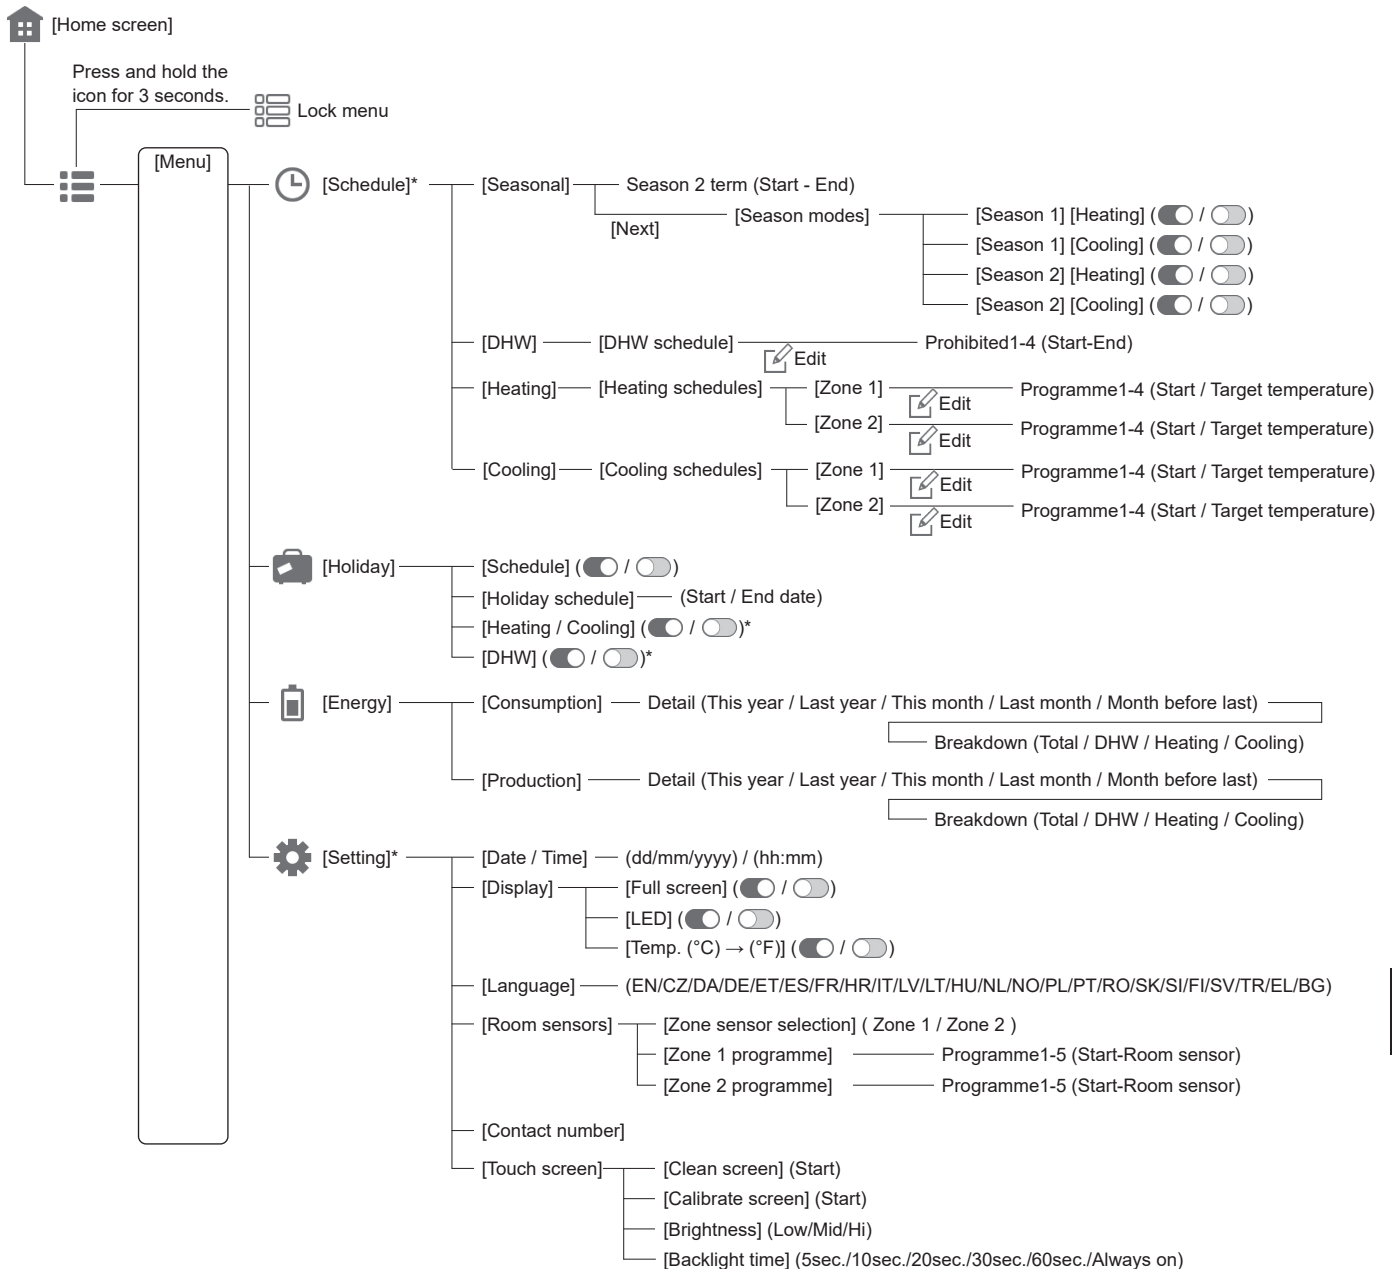 [Home screen]
Press and hold the
icon for 3 seconds.
Lock menu
[Menu]
[Schedule]*
[Seasonal]
Season 2 term (Start - End)
[Next]
[Season modes]
[Season 1] [Heating] ( / )
[Season 1] [Cooling] ( / )
[Season 2] [Heating] ( / )
[Season 2] [Cooling] ( / )
[DHW]
[DHW schedule]
Edit
Prohibited1-4 (Start-End)
[Heating]
[Heating schedules]
[Zone 1]
Edit
Programme1-4 (Start / Target temperature)
[Zone 2]
Edit
Programme1-4 (Start / Target temperature)
[Cooling]
[Cooling schedules]
[Zone 1]
Edit
Programme1-4 (Start / Target temperature)
[Zone 2]
Edit
Programme1-4 (Start / Target temperature)
[Holiday]
[Schedule] ( / )
[Holiday schedule]
(Start / End date)
[Heating / Cooling] ( / )*
[DHW] ( / )*
[Energy]
[Consumption]
Detail (This year / Last year / This month / Last month / Month before last)
Breakdown (Total / DHW / Heating / Cooling)
[Production]
Detail (This year / Last year / This month / Last month / Month before last)
Breakdown (Total / DHW / Heating / Cooling)
[Setting]*
[Date / Time]
(dd/mm/yyyy) / (hh:mm)
[Display]
[Full screen] ( / )
[LED] ( / )
[Temp. (°C) → (°F)] ( / )
[Language]
(EN/CZ/DA/DE/ET/ES/FR/HR/IT/LV/LT/HU/NL/NO/PL/PT/RO/SK/SI/FI/SV/TR/EL/BG)
[Room sensors]
[Zone sensor selection] ( Zone 1 / Zone 2 )
[Zone 1 programme]
Programme1-5 (Start-Room sensor)
[Zone 2 programme]
Programme1-5 (Start-Room sensor)
[Contact number]
[Touch screen]
[Clean screen] (Start)
[Calibrate screen] (Start)
[Brightness] (Low/Mid/Hi)
[Backlight time] (5sec./10sec./20sec./30sec./60sec./Always on)